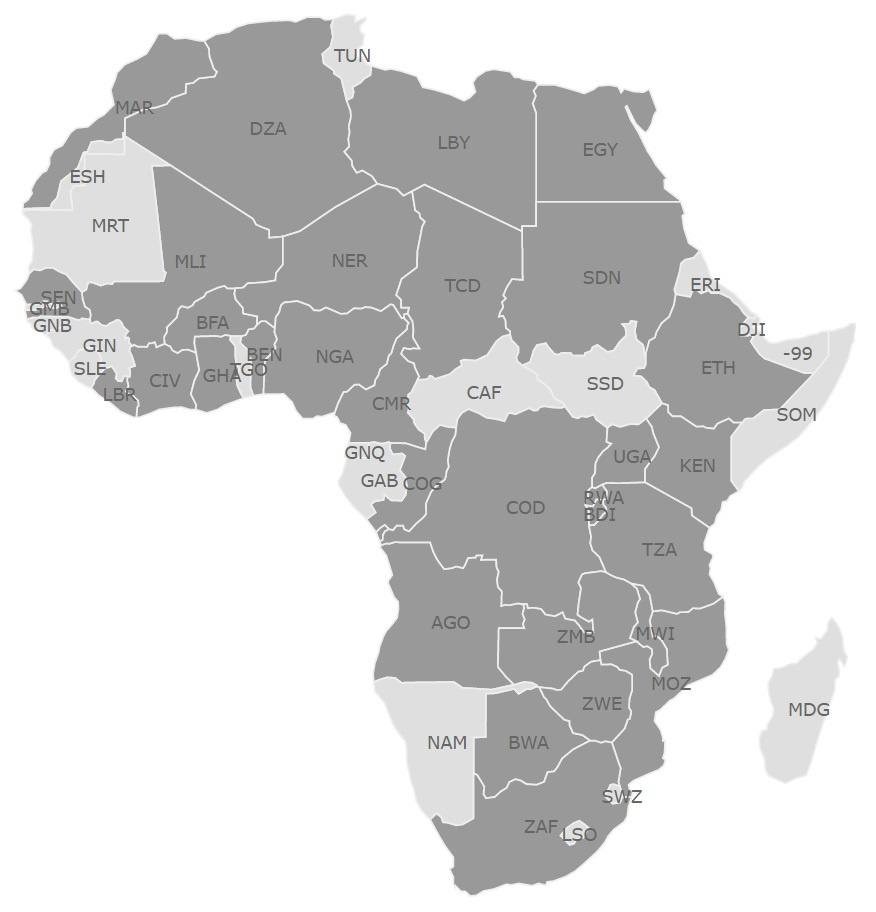 TUN
MAR
DZA
LBY
EGY
ESH
MRT
MLI
NER
TCD
SDN
ERI
SEN
GMB
GNB
BFA
DJI
GIN
BEN
NGA
-99
SLE
CIV
GHA
TGO
ETH
LBR
CMR
CAF
SSD
SOM
GNQ
UGA
KEN
GAB
COG
RWA
COD
BDI
TZA
AGO
ZMB
MWI
MOZ
ZWE
MDG
NAM
BWA
SWZ
ZAF
LSO